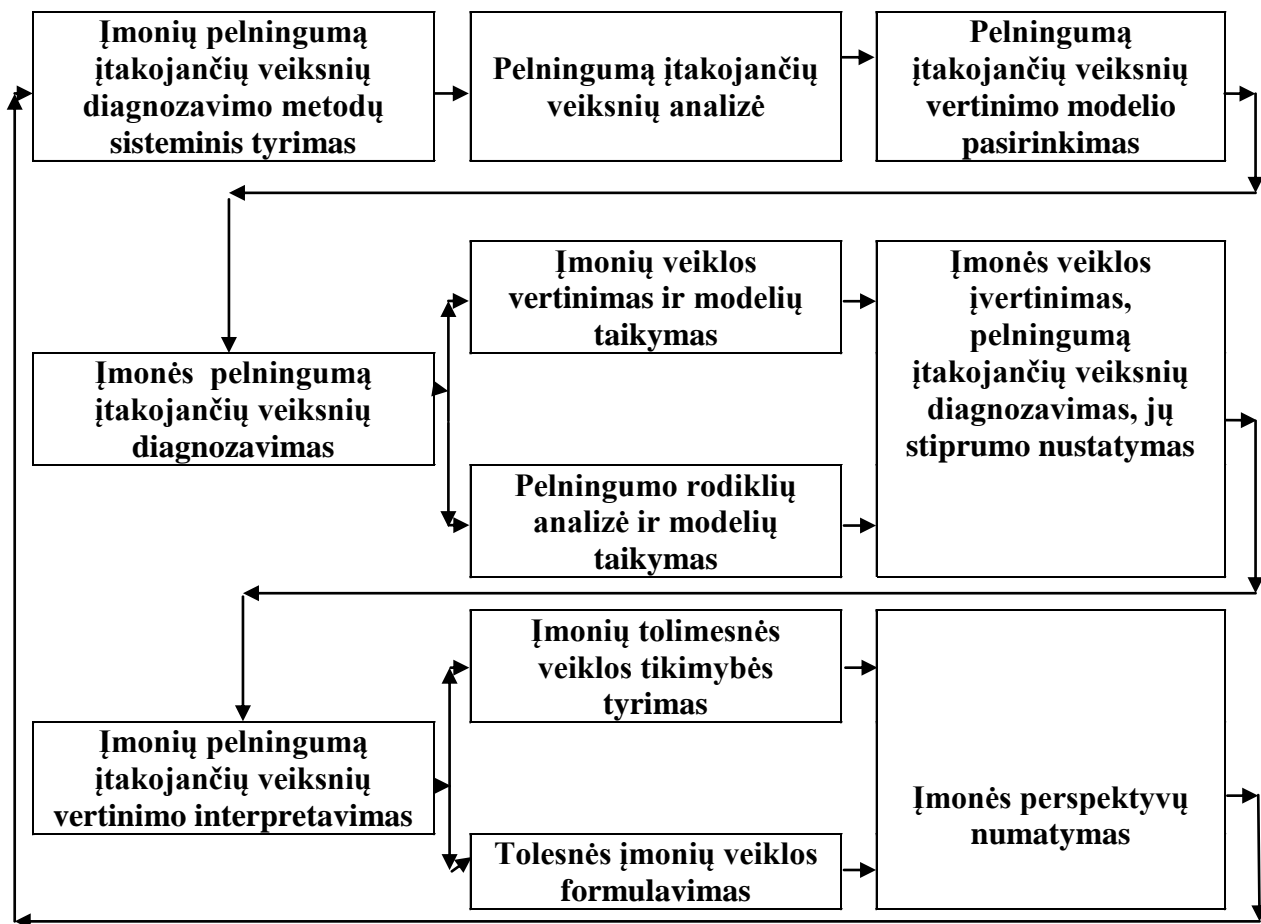 Įmonių pelningumą
įtakojančių veiksnių
diagnozavimo metodų
sisteminis tyrimas
Pelningumą įtakojančių
veiksnių analizė
Pelningumą
įtakojančių veiksnių
vertinimo modelio
pasirinkimas
Įmonės pelningumą
įtakojančių veiksnių
diagnozavimas
Įmonių veiklos
vertinimas ir modelių
taikymas
Pelningumo rodiklių
analizė ir modelių
taikymas
Įmonės veiklos
įvertinimas,
pelningumą
įtakojančių veiksnių
diagnozavimas, jų
stiprumo nustatymas
Įmonių pelningumą
įtakojančių veiksnių
vertinimo interpretavimas
Įmonių tolimesnės
veiklos tikimybės
tyrimas
Tolesnės įmonių veiklos
formulavimas
Įmonės perspektyvų
numatymas